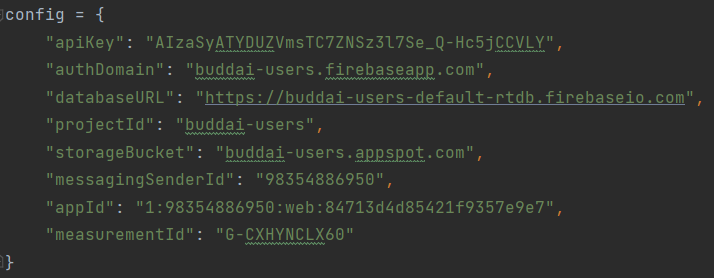 config = {
"apiKey": "AIzaSyATYDUZVmsTC7ZNSz3l7Se_Q-Hc5jCCVLY",
"authDomain": "buddai-users.firebaseapp.com",
"databaseURL": "https://buddai-users-default-rtdb.firebaseio.com",
"projectId": "buddai-users",
"storageBucket": "buddai-users.appspot.com",
"messagingSenderId": "98354886950",
"appId": "1:98354886950:web:84713d4d85421f9357e9e7",
"measurementId": "G-CXHYNCLX60"
}